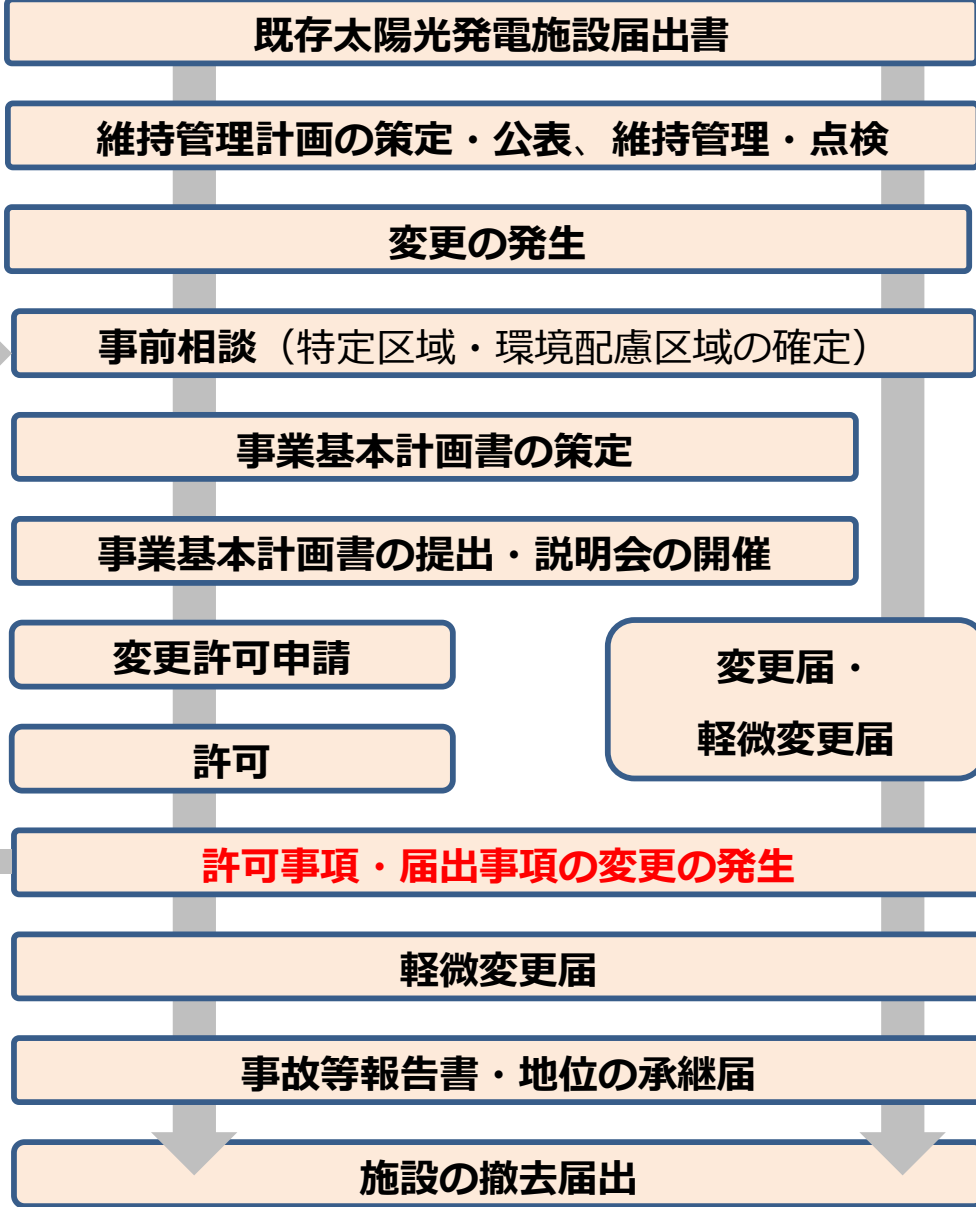 既存太陽光発電施設届出書
維持管理計画の策定・公表、維持管理・点検
変更の発生
事前相談（特定区域・環境配慮区域の確定）
事業基本計画書の策定
事業基本計画書の提出・説明会の開催
変更許可申請
変更届・
軽微変更届
許可
許可事項・届出事項の変更の発生
軽微変更届
事故等報告書・地位の承継届
施設の撤去届出